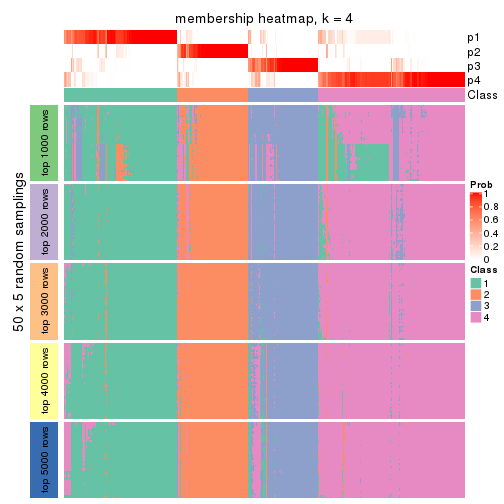 membership heatmap, k = 4
p1
p2
p3
p4
Class
50 x 5 random samplings
top 1000 rows
top 2000 rows
top 3000 rows
top 4000 rows
top 5000 rows
Prob
1
0.8
0.6
0.4
0.2
0
Class
1
2
3
4